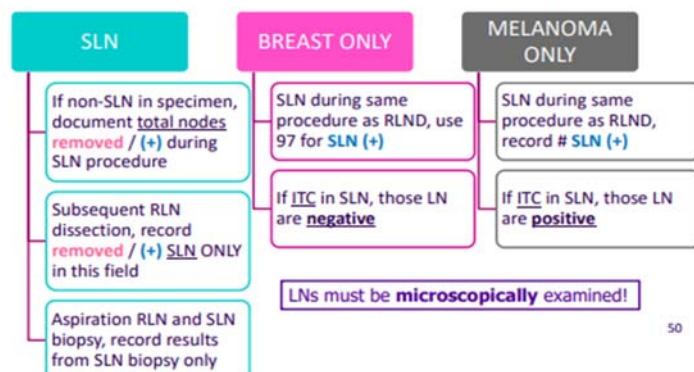 SLN
If non-SLN in specimen,
document total nodes
removed / (+) during
SLN procedure
Subsequent RLN
dissection, record
removed / (+) SLN ONLY
in this field
Aspiration RLN and SLN
biopsy, record results
from SLN biopsy only
BREAST ONLY
SLN during same
procedure as RLND, use
97 for SLN (+)
If ITC in SLN, those LN
are negative
MELANOMA
ONLY
SLN during same
procedure as RLND,
record # SLN (+)
If ITC in SLN, those LN
are positive
LNs must be microscopically examined!
50